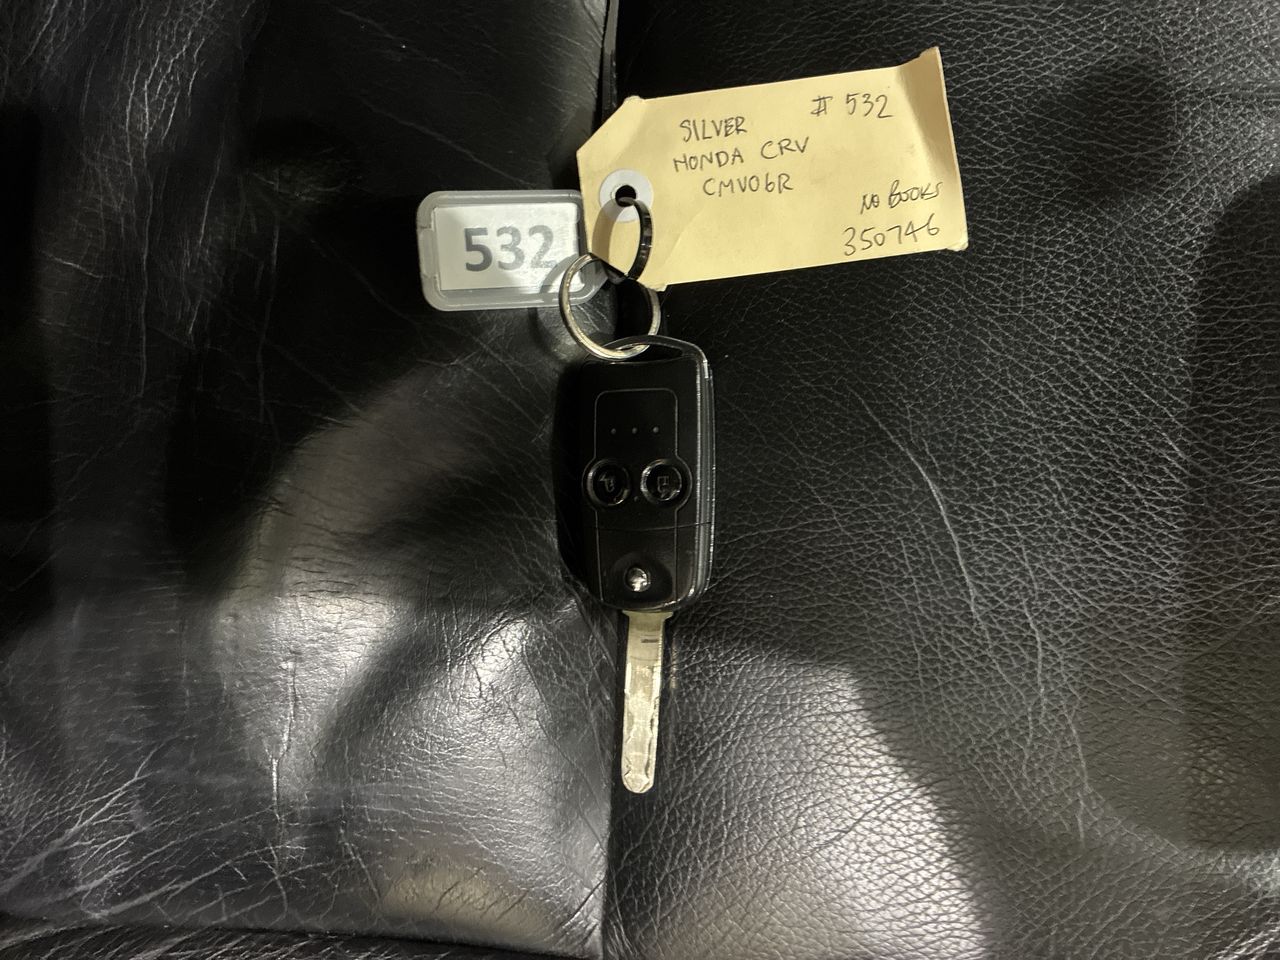 SILVER # 532
HONDA CRV
CMV06R
NO BOOKS
350746
532